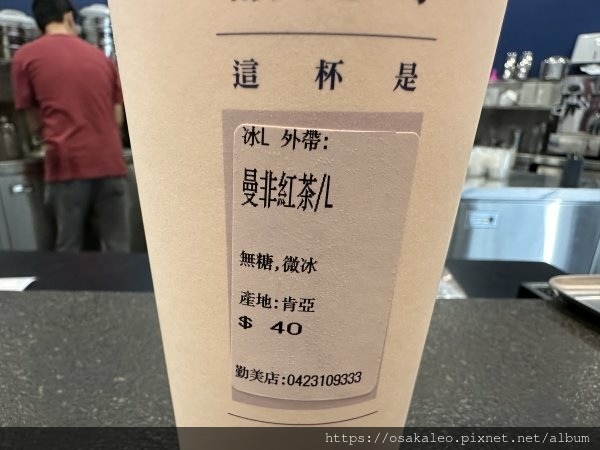 這杯是
冰L 外帶:
曼非紅茶/L
無糖,微冰
產地:肯亞
$ 40
勤美店:0423109333
https://osakaleo.pixnet.net/album